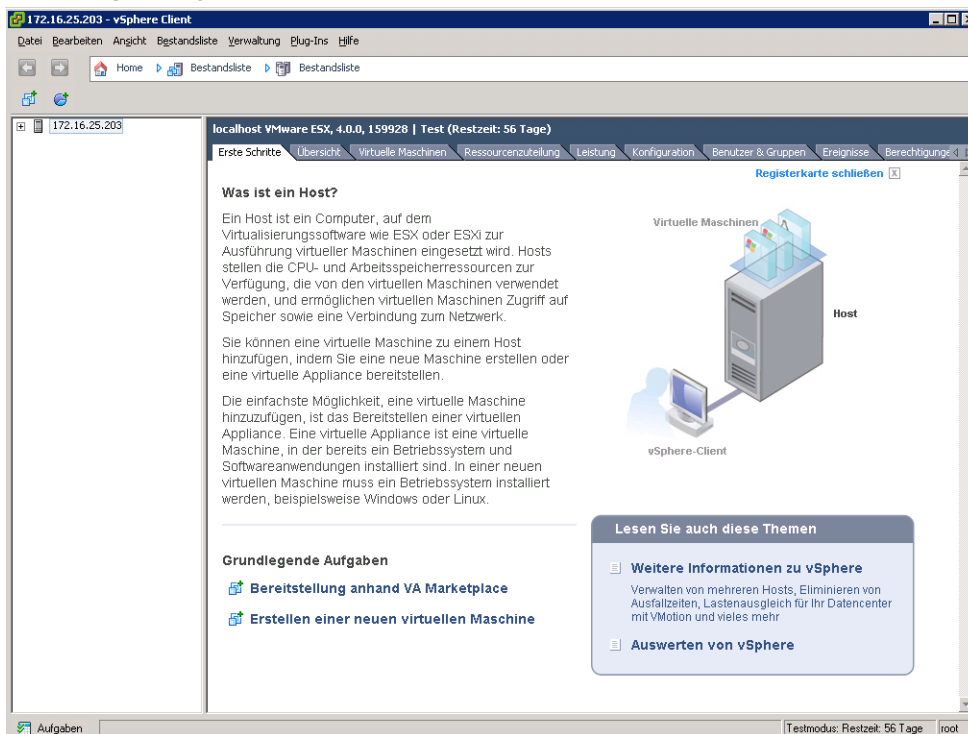 172.16.25.203 - vSphere Client
Datei Bearbeiten Ansicht Bestandsliste Verwaltung Plug-Ins Hilfe
Home Bestandsliste Bestandsliste
172.16.25.203
localhost VMware ESX, 4.0.0, 159928 | Test (Restzeit: 56 Tage)
Erste Schritte Übersicht Virtuelle Maschinen Ressourcenzuteilung Leistung Konfiguration Benutzer & Gruppen Ereignisse Berechtigunge
Registerkarte schließen X
Was ist ein Host?
Ein Host ist ein Computer, auf dem
Virtualisierungssoftware wie ESX oder ESXi zur
Ausführung virtueller Maschinen eingesetzt wird. Hosts
stellen die CPU- und Arbeitsspeicherressourcen zur
Verfügung, die von den virtuellen Maschinen verwendet
werden, und ermöglichen virtuellen Maschinen Zugriff auf
Speicher sowie eine Verbindung zum Netzwerk.
Sie können eine virtuelle Maschine zu einem Host
hinzufügen, indem Sie eine neue Maschine erstellen oder
eine virtuelle Appliance bereitstellen.
Die einfachste Möglichkeit, eine virtuelle Maschine
hinzuzufügen, ist das Bereitstellen einer virtuellen
Appliance. Eine virtuelle Appliance ist eine virtuelle
Maschine, in der bereits ein Betriebssystem und
Softwareanwendungen installiert sind. In einer neuen
virtuellen Maschine muss ein Betriebssystem installiert
werden, beispielsweise Windows oder Linux.
Virtuelle Maschinen
Host
vSphere-Client
Grundlegende Aufgaben
Bereitstellung anhand VA Marketplace
Erstellen einer neuen virtuellen Maschine
Lesen Sie auch diese Themen
Weitere Informationen zu vSphere
Verwalten von mehreren Hosts, Eliminieren von
Ausfallzeiten, Lastenausgleich für Ihr Datencenter
mit VMotion und vieles mehr
Auswerten von vSphere
Aufgaben
Testmodus: Restzeit: 56 Tage root